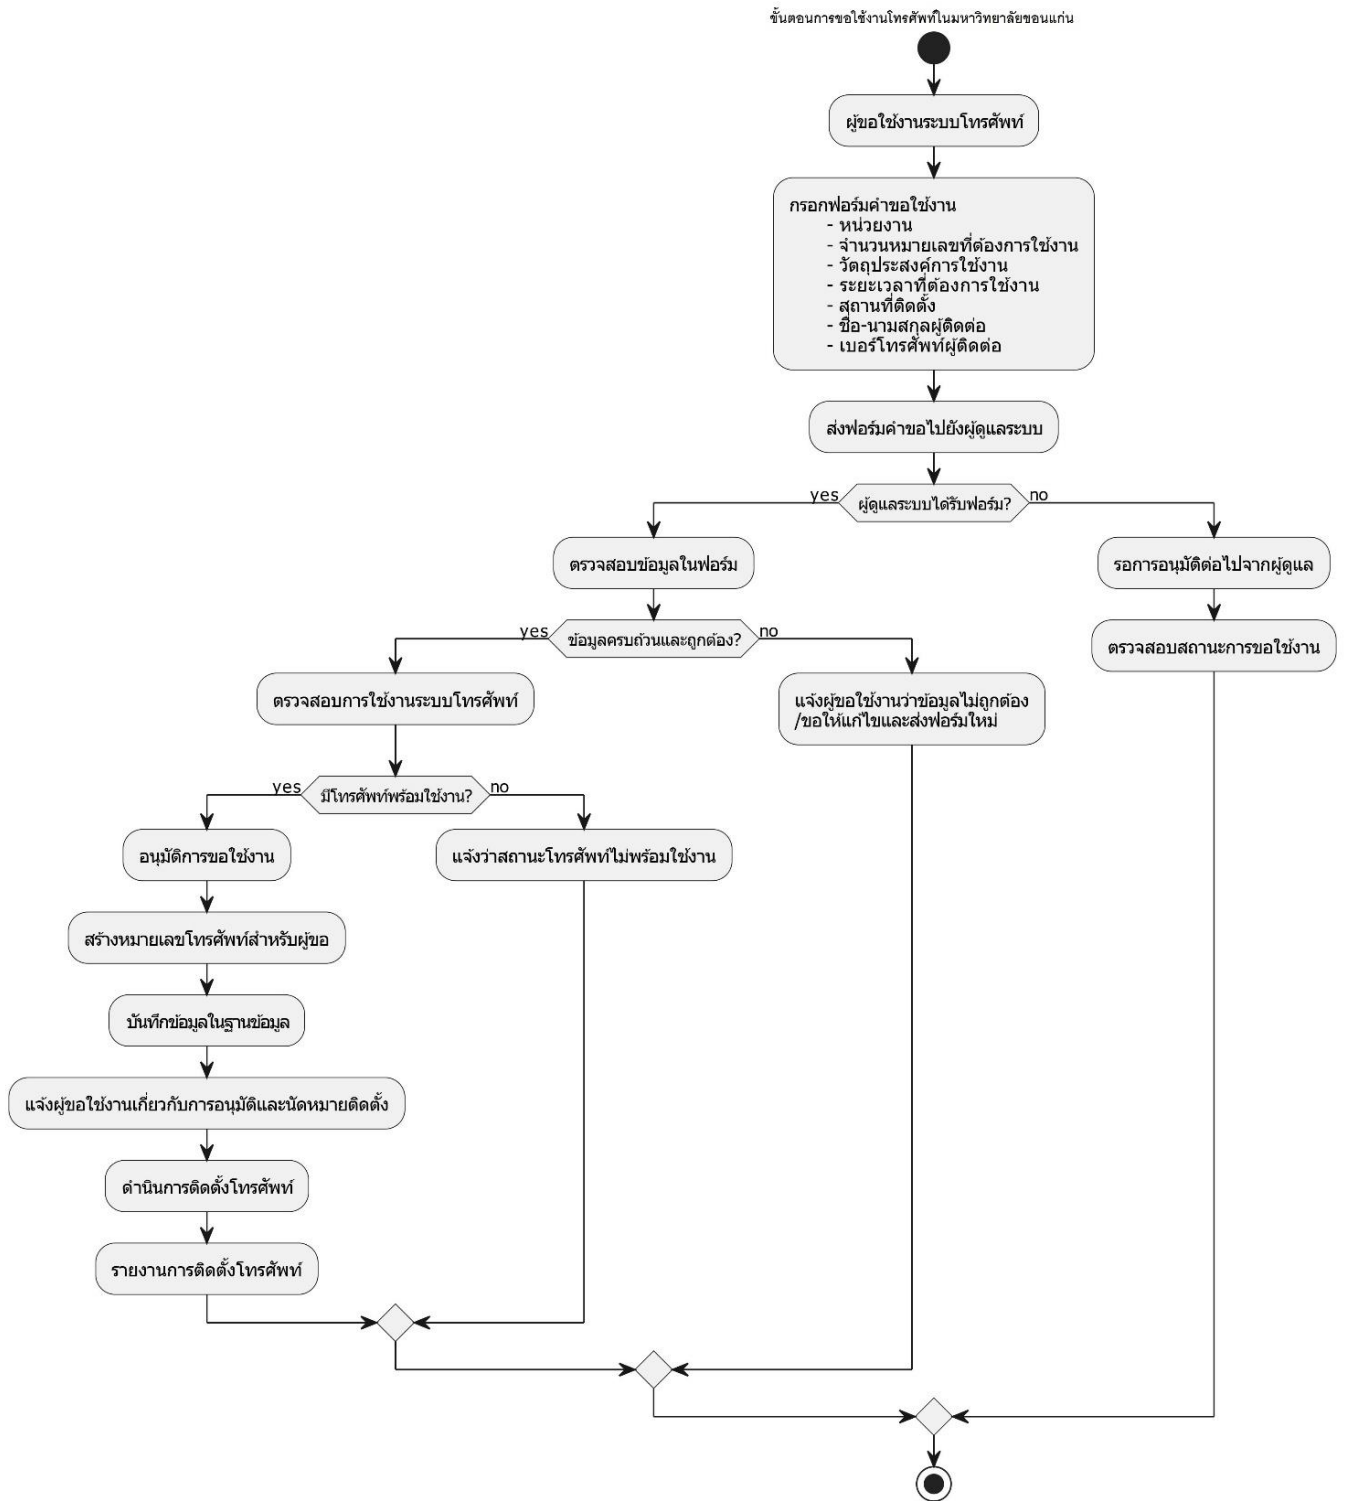 ขั้นตอนการขอใช้งานโทรศัพท์ในมหาวิทยาลัยขอนแก่น
ผู้ขอใช้งานระบบโทรศัพท์
กรอกฟอร์มคำขอใช้งาน
- หน่วยงาน
- จำนวนหมายเลขที่ต้องการใช้งาน
- วัตถุประสงค์การใช้งาน
- ระยะเวลาที่ต้องการใช้งาน
- สถานที่ติดตั้ง
- ชื่อ-นามสกุลผู้ติดต่อ
- เบอร์โทรศัพท์ผู้ติดต่อ
ส่งฟอร์มคำขอไปยังผู้ดูแลระบบ
yes
ผู้ดูแลระบบได้รับฟอร์ม?
no
ตรวจสอบข้อมูลในฟอร์ม
รอการอนุมัติต่อไปจากผู้ดูแล
yes
ข้อมูลครบถ้วนและถูกต้อง?
no
ตรวจสอบสถานะการขอใช้งาน
ตรวจสอบการใช้งานระบบโทรศัพท์
แจ้งผู้ขอใช้งานว่าข้อมูลไม่ถูกต้อง
/ขอให้แก้ไขและส่งฟอร์มใหม่
yes
มีโทรศัพท์พร้อมใช้งาน?
no
อนุมัติการขอใช้งาน
แจ้งว่าสถานะโทรศัพท์ไม่พร้อมใช้งาน
สร้างหมายเลขโทรศัพท์สำหรับผู้ขอ
บันทึกข้อมูลในฐานข้อมูล
แจ้งผู้ขอใช้งานเกี่ยวกับการอนุมัติและนัดหมายติดตั้ง
ดำนินการติดตั้งโทรศัพท์
รายงานการติดตั้งโทรศัพท์